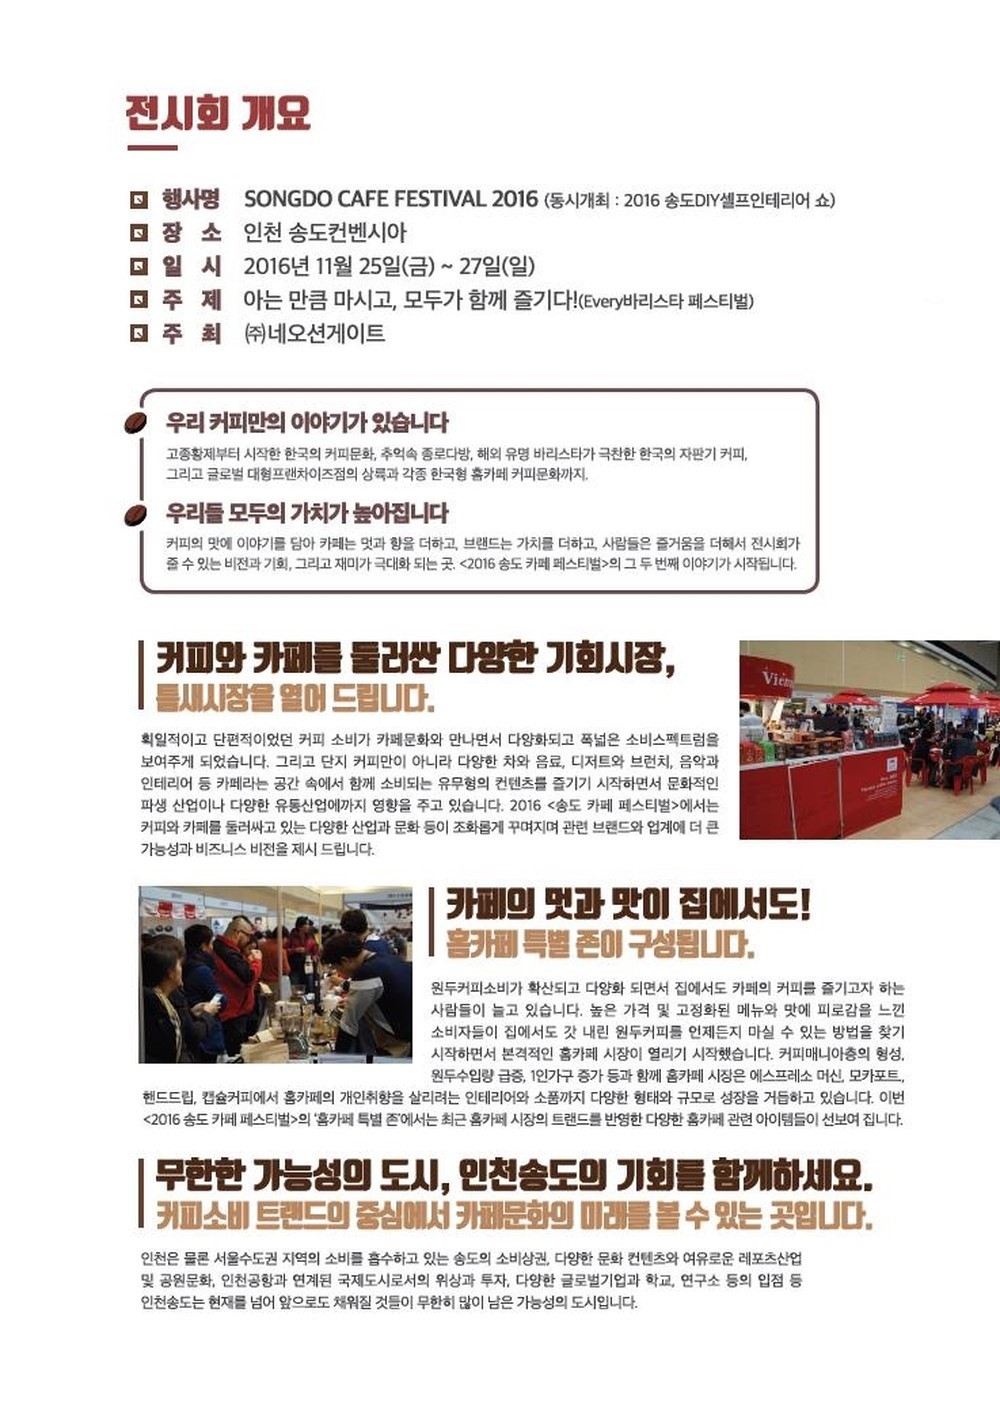 전시회 개요
행사명 SONGDO CAFE FESTIVAL 2016 (동시개최 : 2016 송도DIY셀프인테리어 쇼)
장 소 인천 송도컨벤시아
일 시 2016년 11월 25일(금) ~ 27일(일)
주 제 아는 만큼 마시고, 모두가 함께 즐기다!(Every바리스타 페스티벌)
주 최 ㈜네오션게이트
우리 커피만의 이야기가 있습니다
고종황제부터 시작한 한국의 커피문화, 추억속 종로다방, 해외 유명 바리스타가 극찬한 한국의 자판기 커피,
그리고 글로벌 대형프랜차이즈점의 상륙과 각종 한국형 홈카페 커피문화까지.
우리들 모두의 가치가 높아집니다
커피의 맛에 이야기를 담아 카페는 멋과 향을 더하고, 브랜드는 가치를 더하고, 사람들은 즐거움을 더해서 전시회가
줄 수 있는 비전과 기회, 그리고 재미가 극대화 되는 곳. <2016 송도 카페 페스티벌>의 그 두 번째 이야기가 시작됩니다.
커피와 카페를 둘러싼 다양한 기회시장,
틈새시장을 열어 드립니다.
획일적이고 단편적이었던 커피 소비가 카페문화와 만나면서 다양화되고 폭넓은 소비스펙트럼을
보여주게 되었습니다. 그리고 단지 커피만이 아니라 다양한 차와 음료, 디저트와 브런치, 음악과
인테리어 등 카페라는 공간 속에서 함께 소비되는 유무형의 컨텐츠를 즐기기 시작하면서 문화적인
파생 산업이나 다양한 유통산업에까지 영향을 주고 있습니다. 2016 <송도 카페 페스티벌>에서는
커피와 카페를 둘러싸고 있는 다양한 산업과 문화 등이 조화롭게 꾸며지며 관련 브랜드와 업계에 더 큰
가능성과 비즈니스 비전을 제시 드립니다.
카페의 멋과 맛이 집에서도!
홈카페 특별 존이 구성됩니다.
원두커피소비가 확산되고 다양화 되면서 집에서도 카페의 커피를 즐기고자 하는
사람들이 늘고 있습니다. 높은 가격 및 고정화된 메뉴와 맛에 피로감을 느낀
소비자들이 집에서도 갓 내린 원두커피를 언제든지 마실 수 있는 방법을 찾기
시작하면서 본격적인 홈카페 시장이 열리기 시작했습니다. 커피매니아층의 형성,
원두수입량 급증, 1인가구 증가 등과 함께 홈카페 시장은 에스프레소 머신, 모카포트,
핸드드립, 캡슐커피에서 홈카페의 개인취향을 살리려는 인테리어와 소품까지 다양한 형태와 규모로 성장을 거듭하고 있습니다. 이번
<2016 송도 카페 페스티벌>의 '홈카페 특별 존'에서는 최근 홈카페 시장의 트랜드를 반영한 다양한 홈카페 관련 아이템들이 선보여 집니다.
무한한 가능성의 도시, 인천송도의 기회를 함께하세요.
커피소비 트랜드의 중심에서 카페문화의 미래를 볼 수 있는 곳입니다.
인천은 물론 서울수도권 지역의 소비를 흡수하고 있는 송도의 소비상권, 다양한 문화 컨텐츠와 여유로운 레포츠산업
및 공원문화, 인천공항과 연계된 국제도시로서의 위상과 투자, 다양한 글로벌기업과 학교, 연구소 등의 입점 등
인천송도는 현재를 넘어 앞으로도 채워질 것들이 무한히 많이 남은 가능성의 도시입니다.